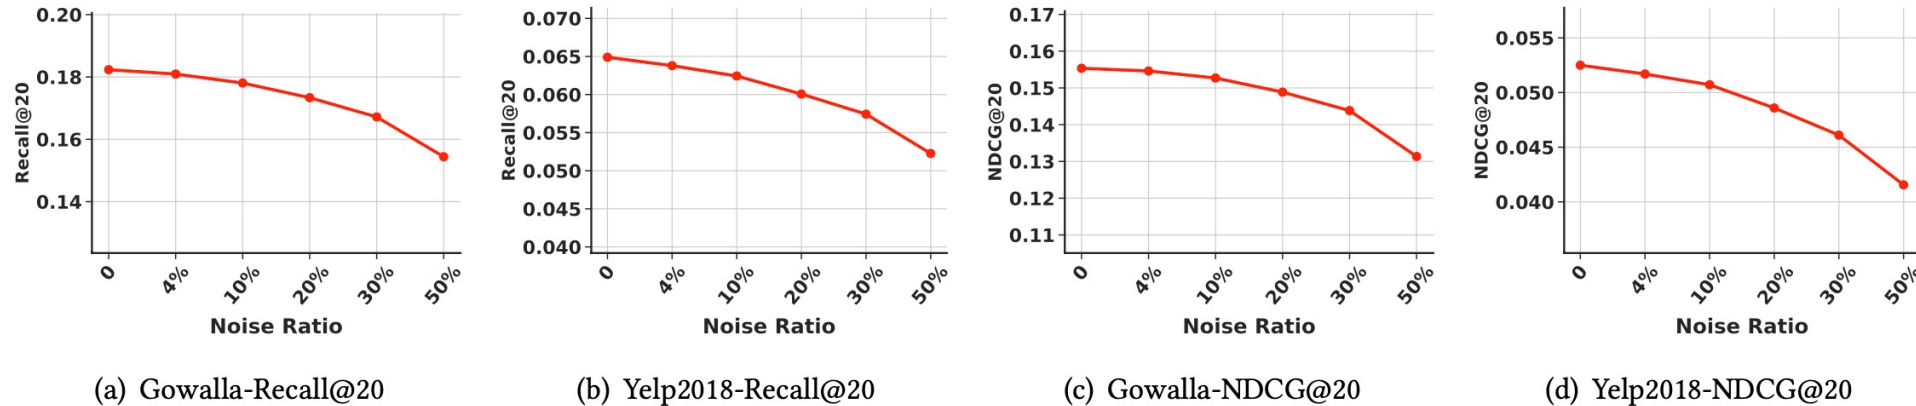 0.20
0.18
0.16
0.14
Recall@20
0 4% 10% 20% 30% 50%
Noise Ratio
(a) Gowalla-Recall@20
0.070
0.065
0.060
0.055
0.050
0.045
0.040
Recall@20
0 4% 10% 20% 30% 50%
Noise Ratio
(b) Yelp2018-Recall@20
0.17
0.16
0.15
0.14
0.13
0.12
0.11
NDCG@20
0 4% 10% 20% 30% 50%
Noise Ratio
(c) Gowalla-NDCG@20
0.055
0.050
0.045
0.040
NDCG@20
0 4% 10% 20% 30% 50%
Noise Ratio
(d) Yelp2018-NDCG@20